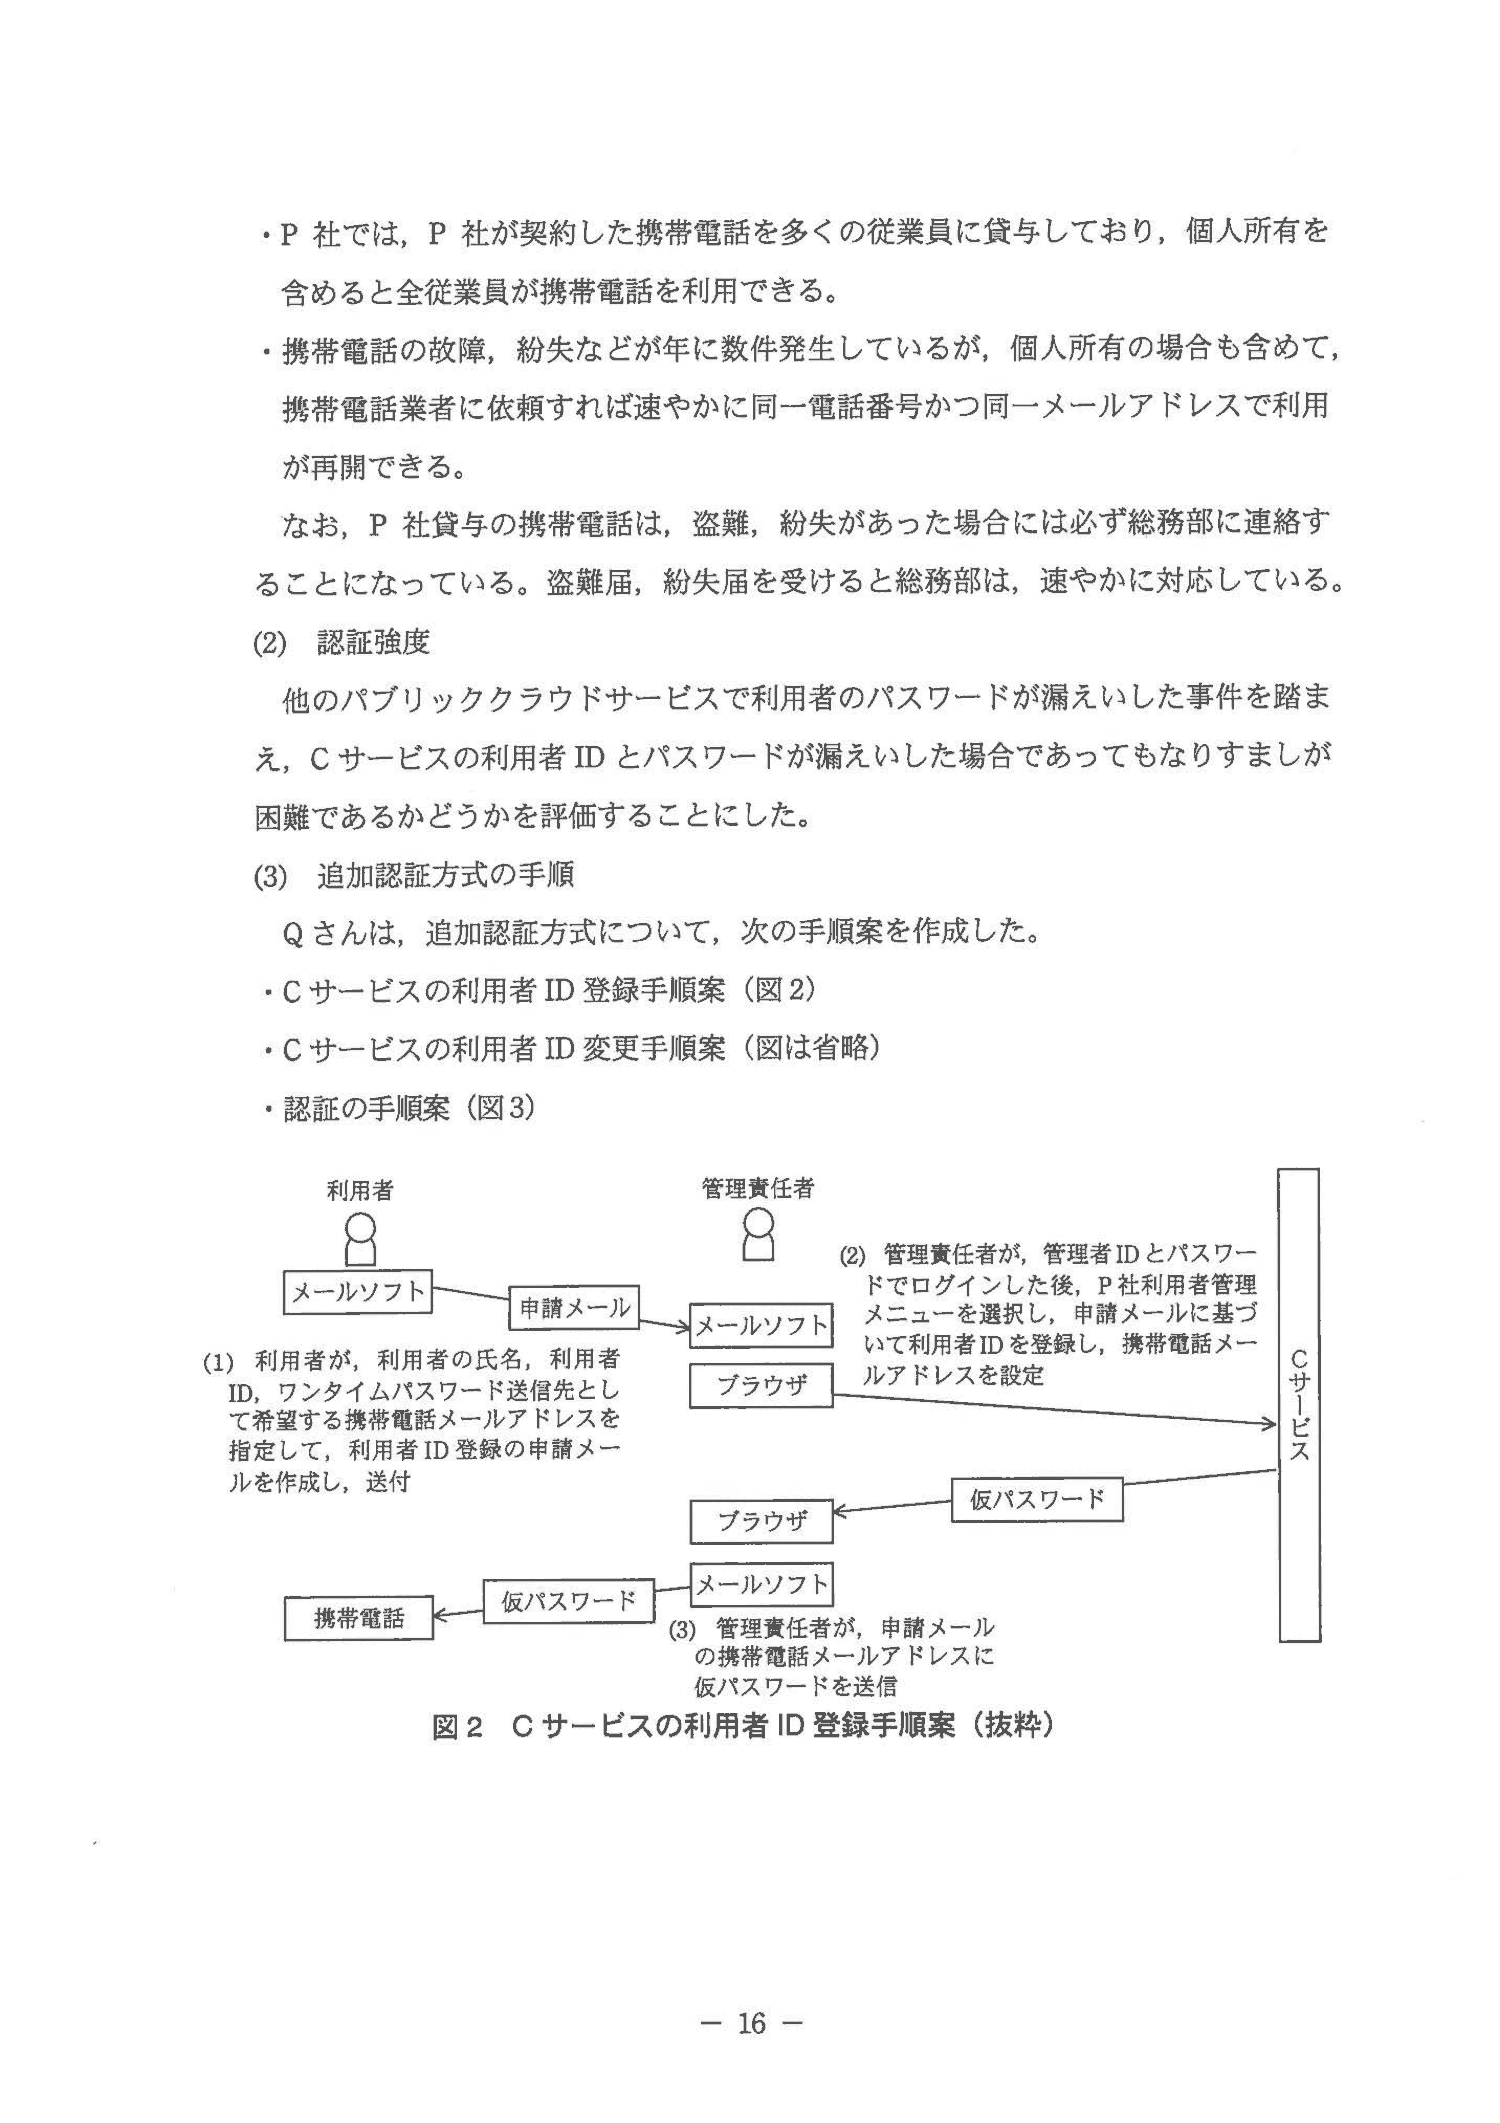 ・P 社では，P 社が契約した携帯電話を多くの従業員に貸与しており，個人所有を
含めると全従業員が携帯電話を利用できる。
・携帯電話の故障，紛失などが年に数件発生しているが，個人所有の場合も含めて，
携帯電話業者に依頼すれば速やかに同一電話番号かつ同一メールアドレスで利用
が再開できる。
なお，P 社貸与の携帯電話は，盗難，紛失があった場合には必ず総務部に連絡す
ることになっている。盗難届，紛失届を受けると総務部は，速やかに対応している。
(2) 認証強度
他のパブリッククラウドサービスで利用者のパスワードが漏えいした事件を踏ま
え，C サービスの利用者 ID とパスワードが漏えいした場合であってもなりすましが
困難であるかどうかを評価することにした。
(3) 追加認証方式の手順
Q さんは，追加認証方式について，次の手順案を作成した。
・C サービスの利用者 ID 登録手順案（図 2）
・C サービスの利用者 ID 変更手順案（図は省略）
・認証の手順案（図 3）
利用者
管理責任者
メールソフト
申請メール
メールソフト
(2) 管理責任者が，管理者 ID とパスワー
ドでログインした後，P 社利用者管理
メニューを選択し，申請メールに基づ
いて利用者 ID を登録し，携帯電話メー
ルアドレスを設定
(1) 利用者が，利用者の氏名，利用者
ID，ワンタイムパスワード送信先とし
て希望する携帯電話メールアドレスを
指定して，利用者 ID 登録の申請メー
ルを作成し，送付
ブラウザ
Cサービス
仮パスワード
ブラウザ
メールソフト
仮パスワード
携帯電話
(3) 管理責任者が，申請メール
の携帯電話メールアドレスに
仮パスワードを送信
図 2 C サービスの利用者 ID 登録手順案（抜粋）
－ 16 －